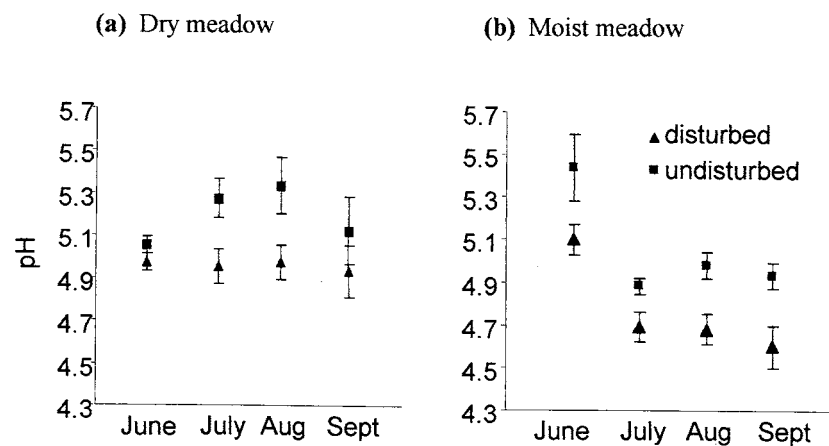 (a) Dry meadow
(b) Moist meadow
pH
5.7
5.5
5.3
5.1
4.9
4.7
4.5
4.3
June July Aug Sept
5.7
5.5
5.3
5.1
4.9
4.7
4.5
4.3
disturbed
undisturbed
June July Aug Sept